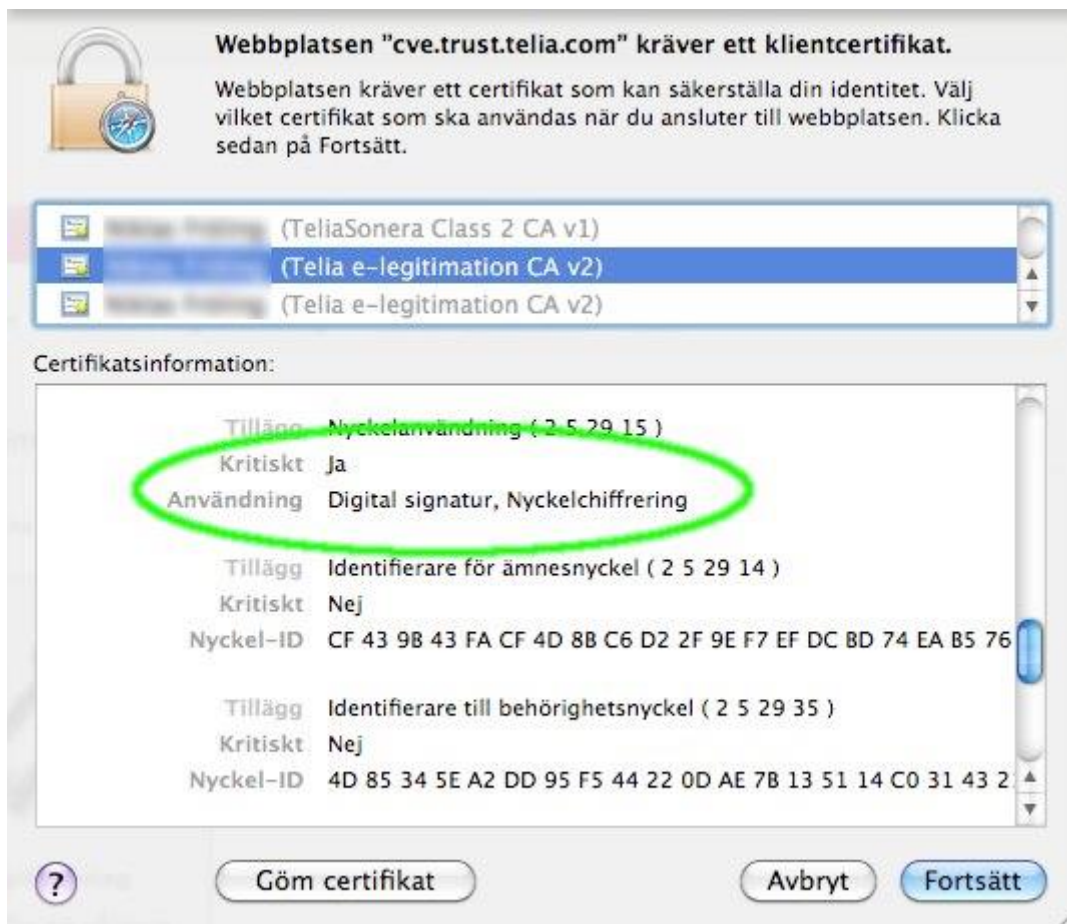 Webbplatsen "cve.trust.telia.com" kräver ett klientcertifikat.
Webbplatsen kräver ett certifikat som kan säkerställa din identitet. Välj
vilket certifikat som ska användas när du ansluter till webbplatsen. Klicka
sedan på Fortsätt.
(TeliaSonera Class 2 CA v1)
(Telia e-legitimation CA v2)
(Telia e-legitimation CA v2)
Certifikatsinformation:
Tillägg Nyckelanvändning ( 2 5 29 15 )
Kritiskt Ja
Användning Digital signatur, Nyckelchiffrering
Tillägg Identifierare för ämnesnyckel ( 2 5 29 14 )
Kritiskt Nej
Nyckel-ID CF 43 9B 43 FA CF 4D 8B C6 D2 2F 9E F7 EF DC BD 74 EA B5 76
Tillägg Identifierare till behörighetsnyckel ( 2 5 29 35 )
Kritiskt Nej
Nyckel-ID 4D 85 34 5E A2 DD 95 F5 44 22 0D AE 7B 13 51 14 C0 31 43
? Göm certifikat Avbryt Fortsätt